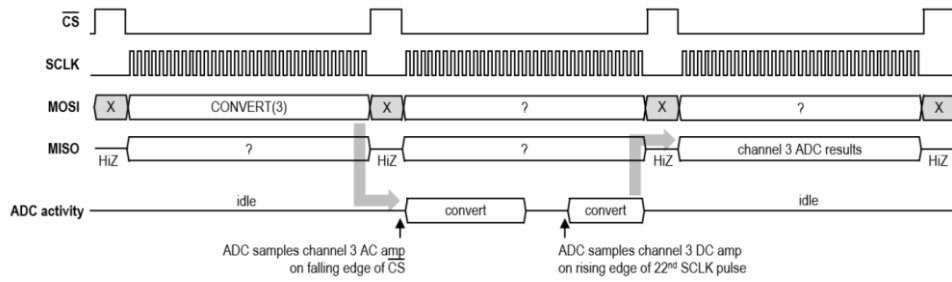 CS
SCLK
MOSI X CONVERT(3) X ? X ? X
MISO HiZ ? HiZ ? HiZ channel 3 ADC results HiZ
ADC activity idle convert convert idle
ADC samples channel 3 AC amp
on falling edge of CS
ADC samples channel 3 DC amp
on rising edge of 22nd SCLK pulse